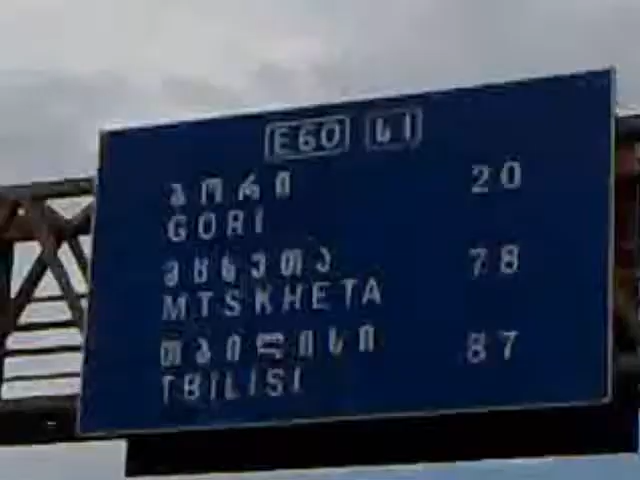 E60 ს1
გორი 20
GORI
მცხეთა 78
MTSKHETA
თბილისი 87
TBILISI